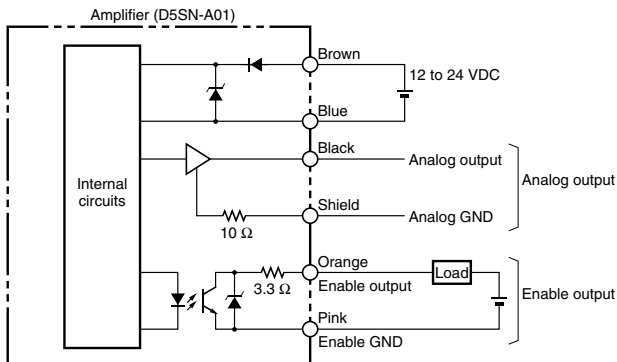 Amplifier (D5SN-A01)
Brown
12 to 24 VDC
Blue
Black
Analog output
Analog output
Internal
circuits
Shield
Analog GND
10 Ω
Orange
Load
3.3 Ω
Enable output
Enable output
Pink
Enable GND